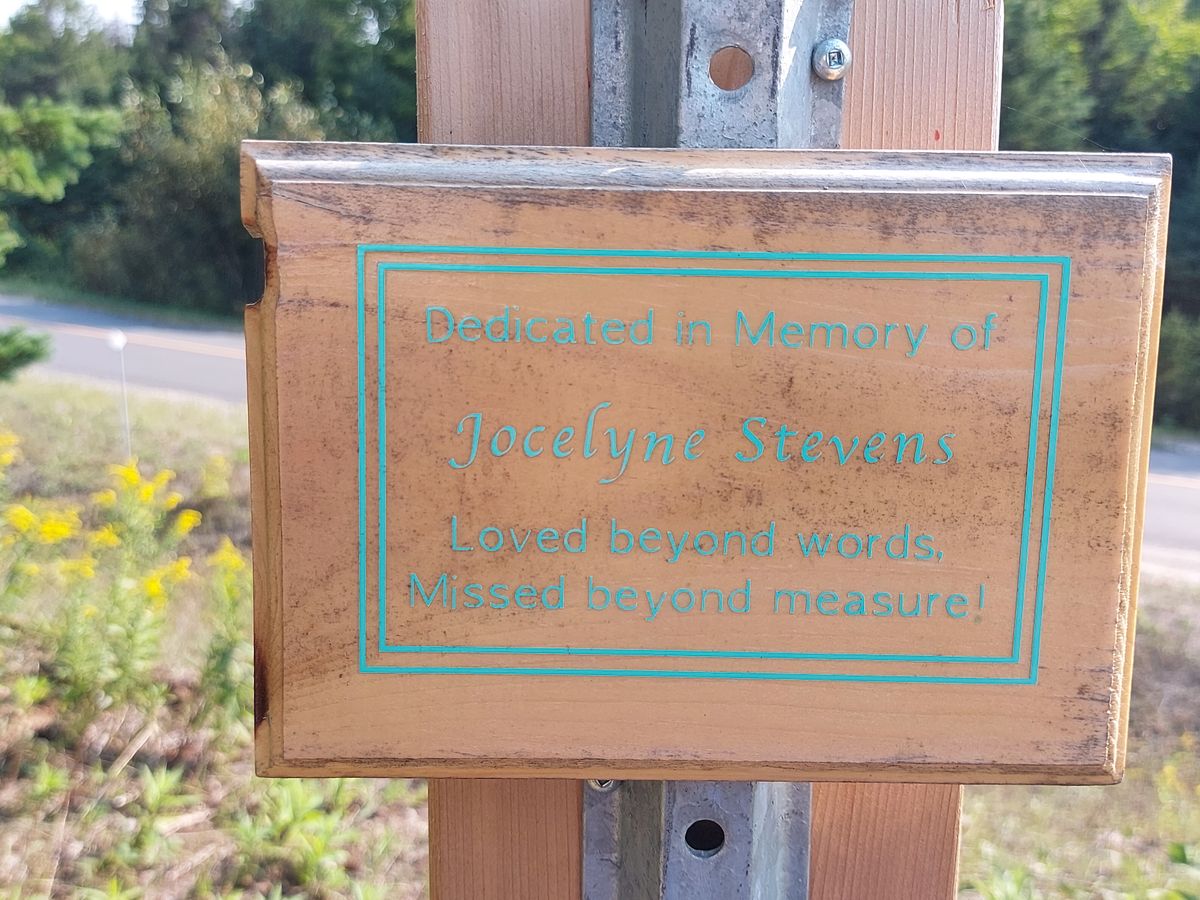 Dedicated in Memory of
Jocelyne Stevens
Loved beyond words,
Missed beyond measure!